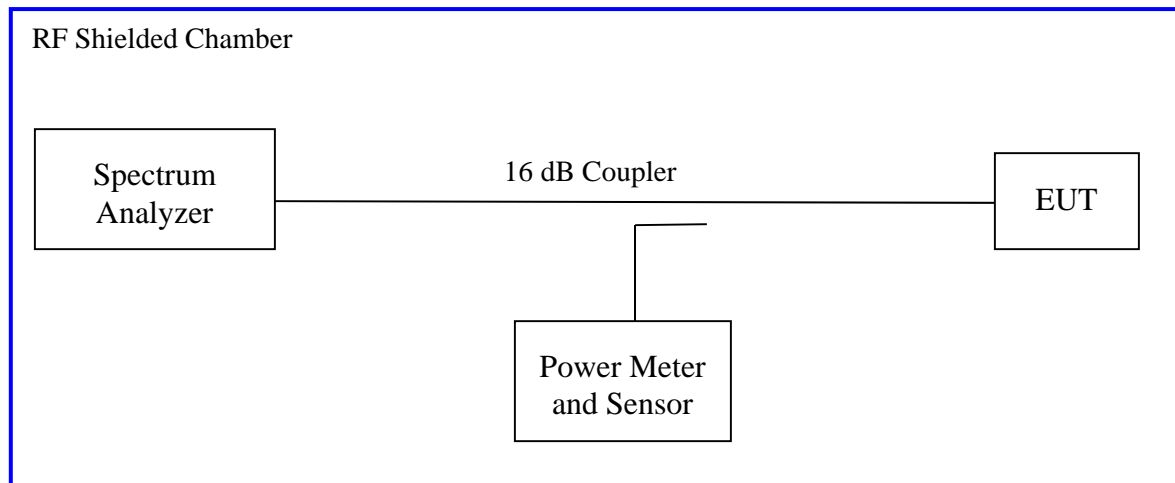 RF Shielded Chamber
Spectrum
Analyzer
16 dB Coupler
EUT
Power Meter
and Sensor